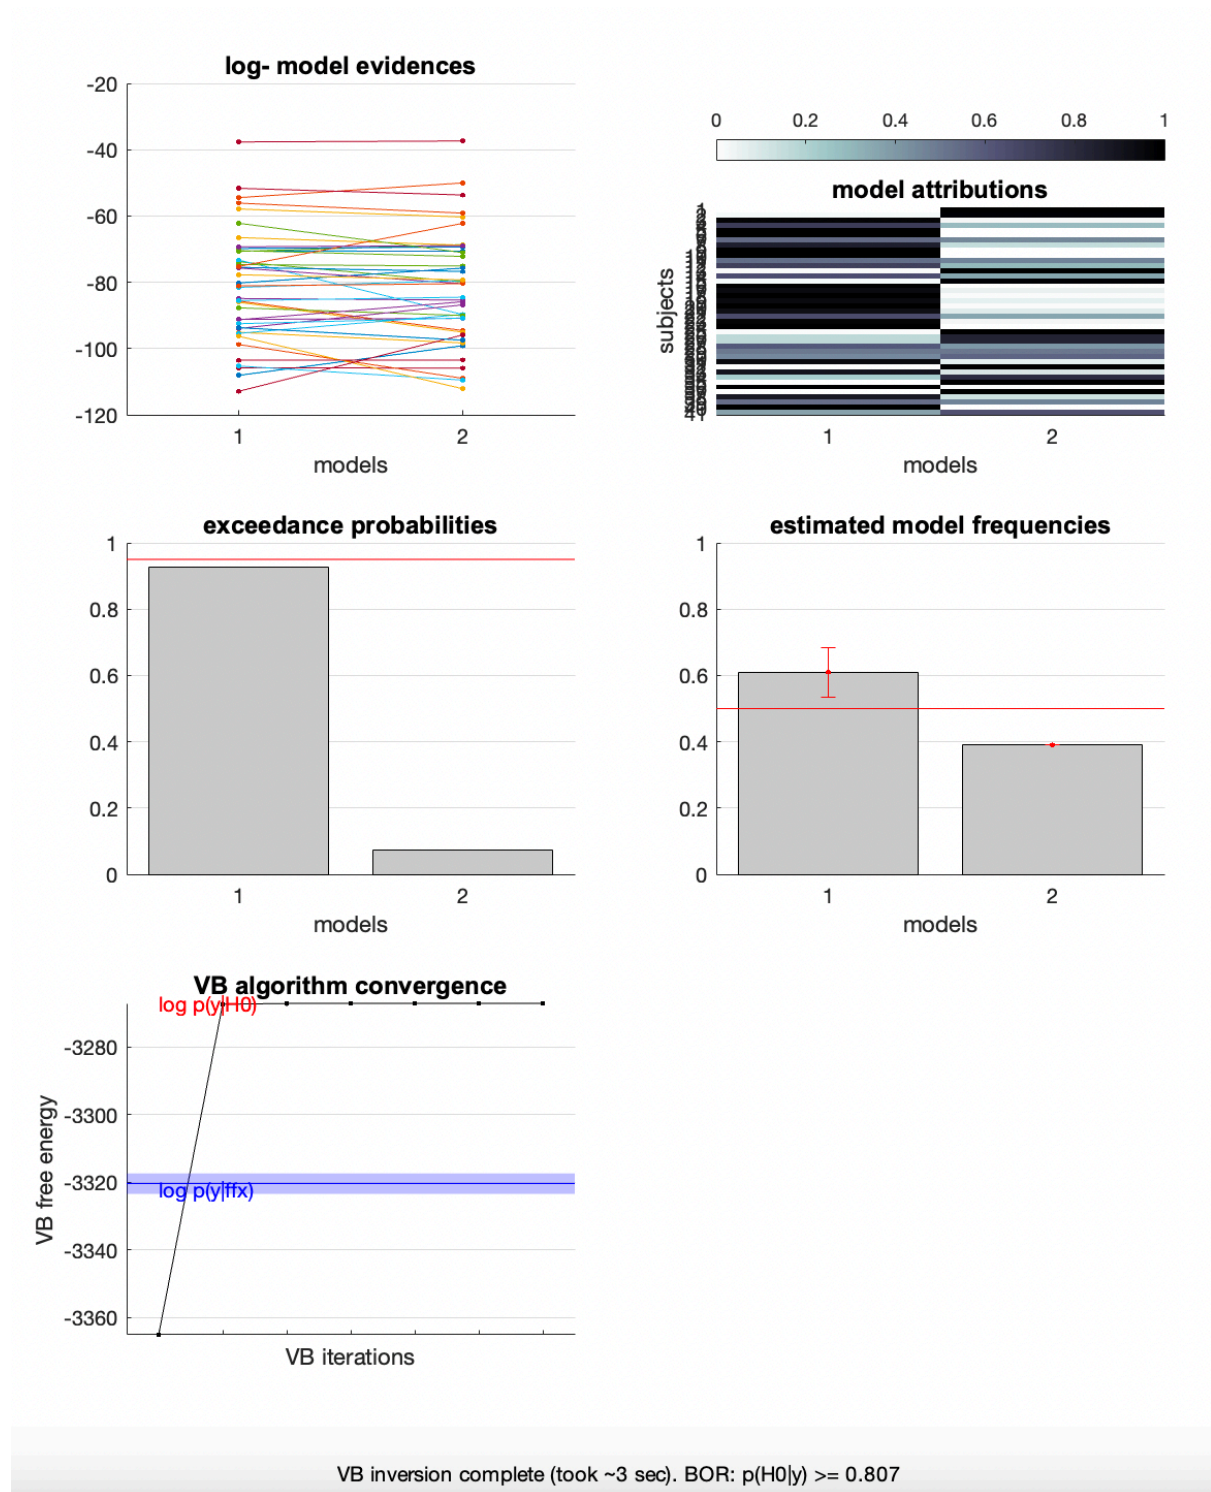 log- model evidences
-20
-40
-60
-80
-100
-120
1 2
models
0 0.2 0.4 0.6 0.8 1
model attributions
subjects
1 2
models
exceedance probabilities
1
0.8
0.6
0.4
0.2
0
1 2
models
estimated model frequencies
1
0.8
0.6
0.4
0.2
0
1 2
models
VB algorithm convergence
log p(y|H0)
-3280
-3300
-3320
-3340
-3360
log p(y|ffx)
VB free energy
VB iterations
VB inversion complete (took ~3 sec). BOR: p(H0|y) >= 0.807